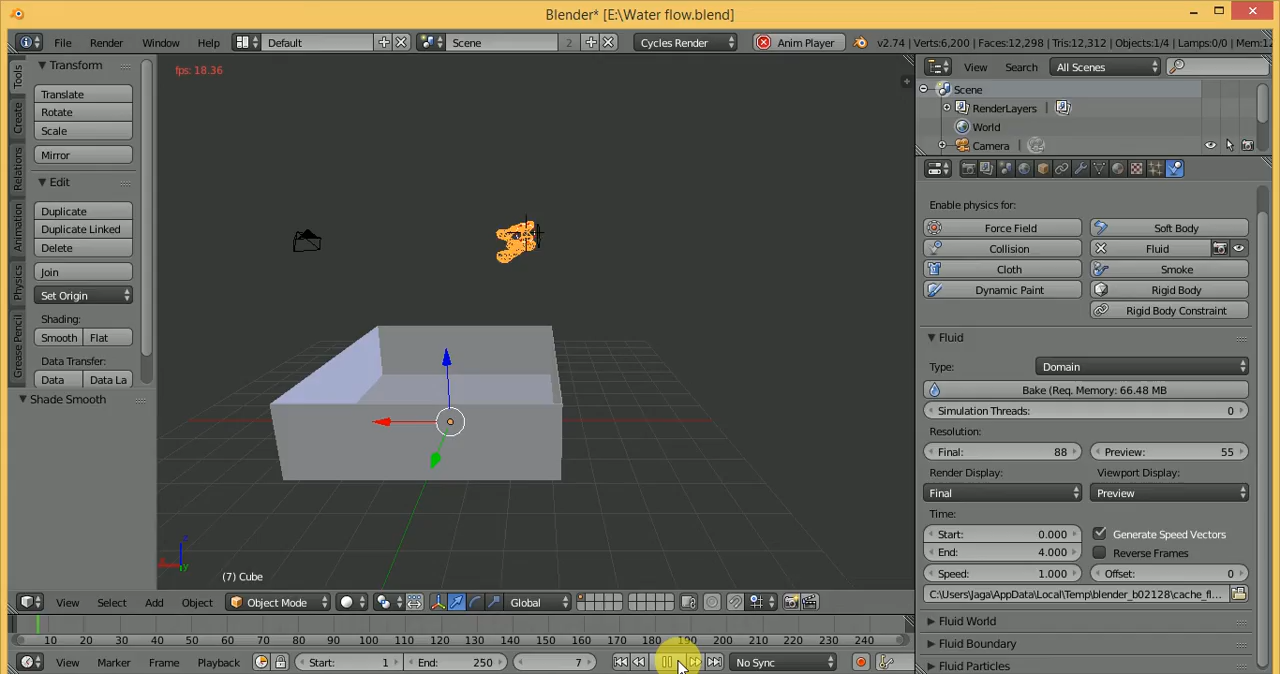 Blender* [E:\Water flow.blend]
File Render Window Help Default Scene 2 Cycles Render Anim Player v2.74 | Verts:6,200 | Faces:12,298 | Tris:12,312 | Objects:1/4 | Lamps:0/0 | Mem:12
Tools
Create
Relations
Animation
Physics
Grease Pencil
Transform
Translate
Rotate
Scale
Mirror
Edit
Duplicate
Duplicate Linked
Delete
Join
Set Origin
Shading:
Smooth Flat
Data Transfer:
Data Data La
Shade Smooth
fps: 18.36
z
y
(7) Cube
View Search All Scenes
Scene
RenderLayers
World
Camera
Enable physics for:
Force Field Soft Body
Collision Fluid
Cloth Smoke
Dynamic Paint Rigid Body
Rigid Body Constraint
Fluid
Type: Domain
Bake (Req. Memory: 66.48 MB
Simulation Threads: 0
Resolution:
Final: 88 Preview: 55
Render Display: Viewport Display:
Final Preview
Time:
Start: 0.000 Generate Speed Vectors
End: 4.000 Reverse Frames
Speed: 1.000 Offset: 0
C:\Users\Jaga\AppData\Local\Temp\blender_b02128\cache_fl...
Fluid World
Fluid Boundary
Fluid Particles
View Select Add Object Object Mode Global
10 20 30 40 50 60 70 80 90 100 110 120 130 140 150 160 170 180 190 200 210 220 230 240
View Marker Frame Playback Start: 1 End: 250 7 No Sync